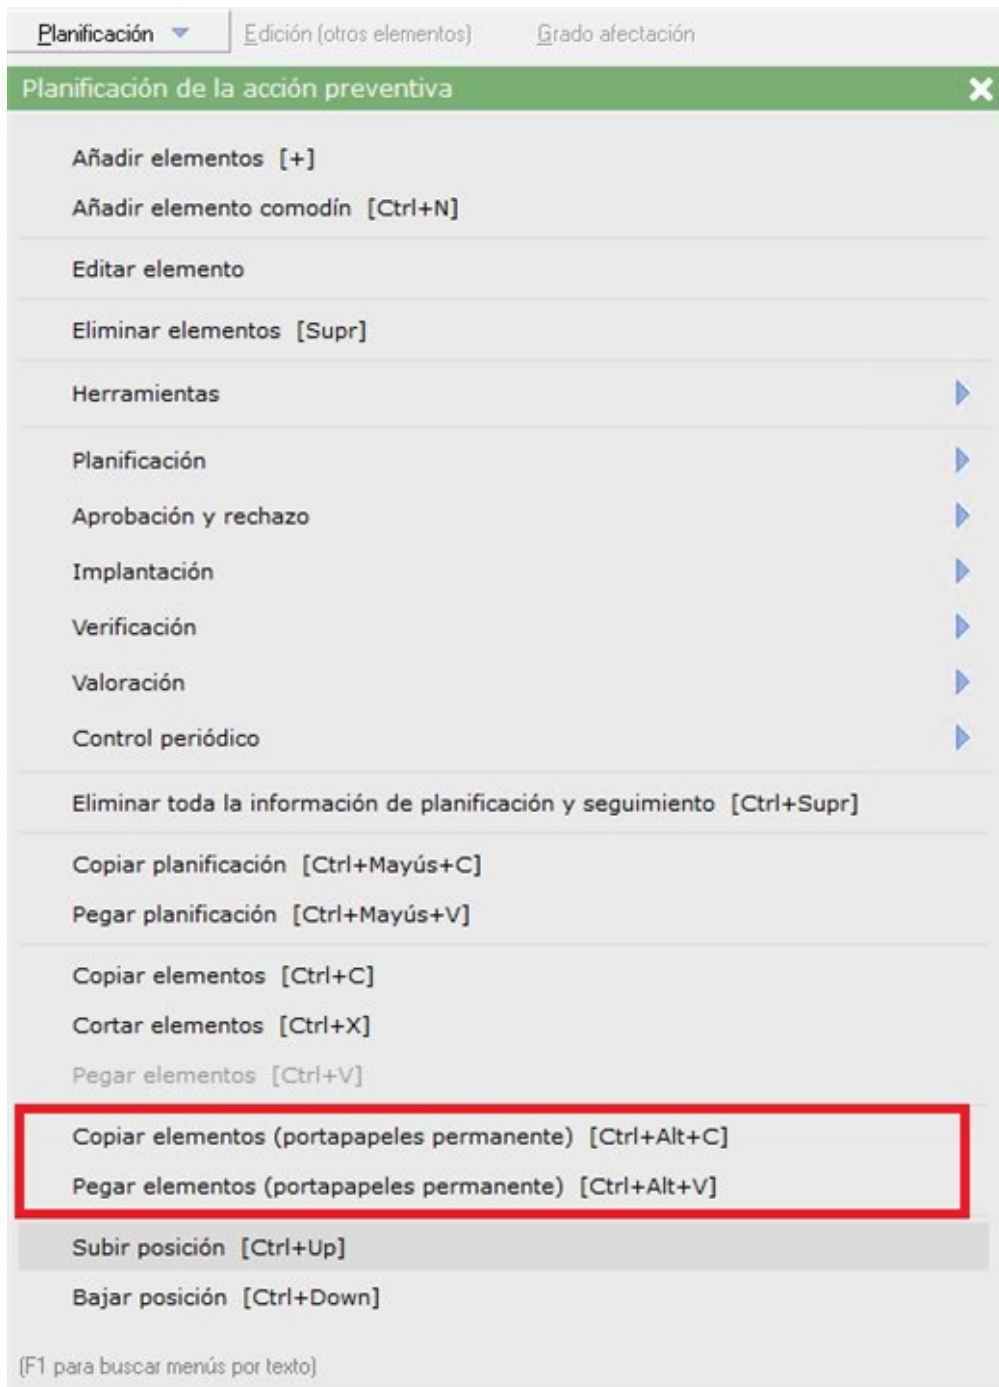 Planificación
Edición (otros elementos)
Grado afectación
Planificación de la acción preventiva
Añadir elementos [+]
Añadir elemento comodín [Ctrl+N]
Editar elemento
Eliminar elementos [Supr]
Herramientas
Planificación
Aprobación y rechazo
Implantación
Verificación
Valoración
Control periódico
Eliminar toda la información de planificación y seguimiento [Ctrl+Supr]
Copiar planificación [Ctrl+Mayús+C]
Pegar planificación [Ctrl+Mayús+V]
Copiar elementos [Ctrl+C]
Cortar elementos [Ctrl+X]
Pegar elementos [Ctrl+V]
Copiar elementos (portapapeles permanente) [Ctrl+Alt+C]
Pegar elementos (portapapeles permanente) [Ctrl+Alt+V]
Subir posición [Ctrl+Up]
Bajar posición [Ctrl+Down]
(F1 para buscar menús por texto)